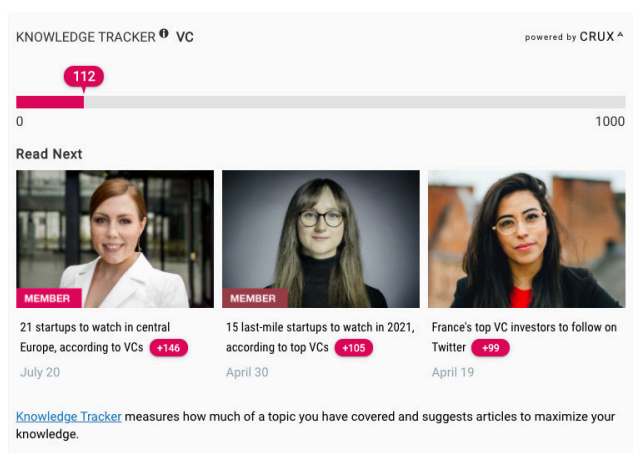 KNOWLEDGE TRACKER VC
powered by CRUX
112
0
1000
Read Next
MEMBER
21 startups to watch in central
Europe, according to VCs +146
July 20
MEMBER
15 last-mile startups to watch in 2021,
according to top VCs +105
April 30
France's top VC investors to follow on
Twitter +99
April 19
Knowledge Tracker measures how much of a topic you have covered and suggests articles to maximize your
knowledge.